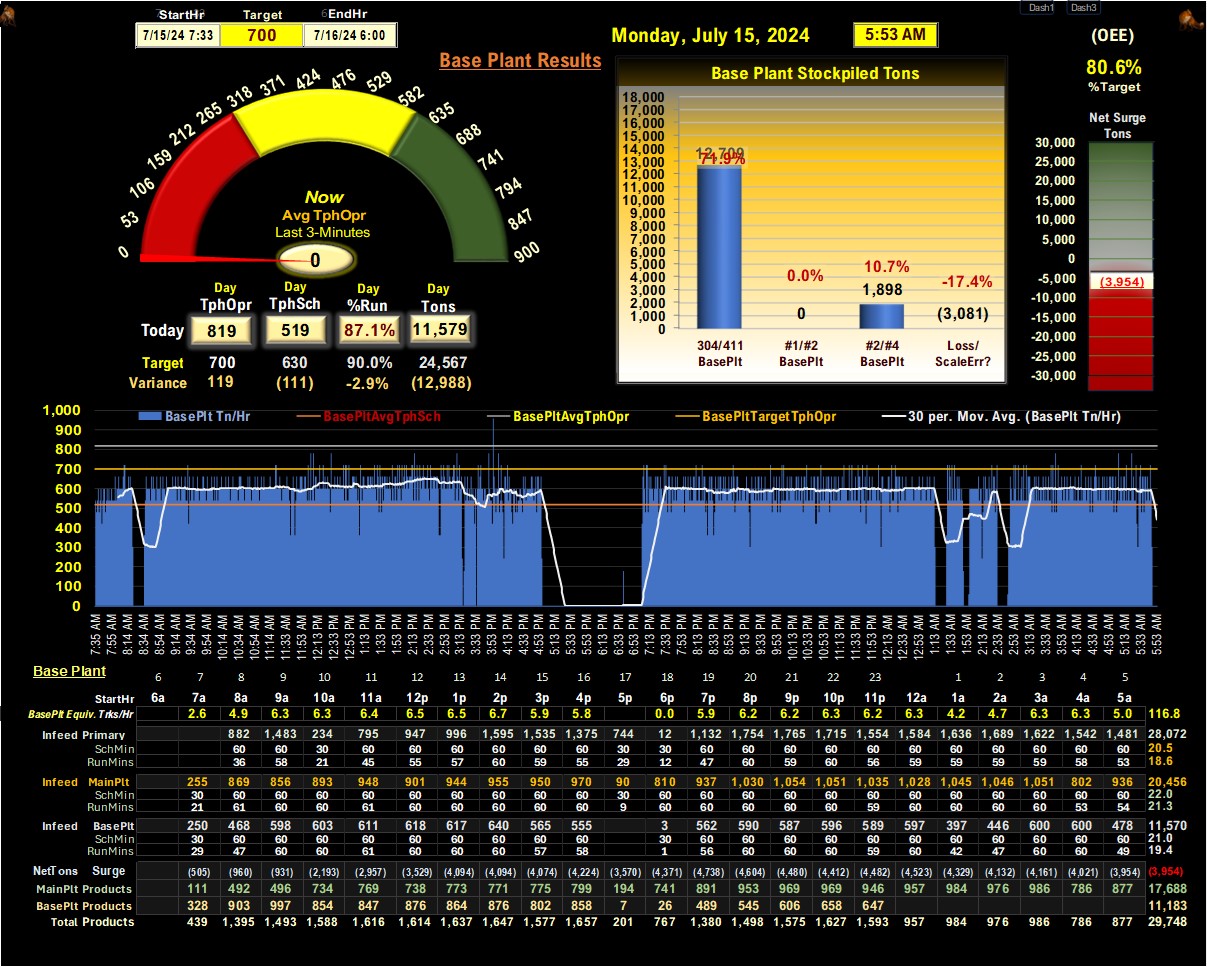 Dash1 Dash3
StartHr Target EndHr
7/15/24 7:33 700 7/16/24 6:00
Monday, July 15, 2024 5:53 AM
(OEE)
80.6%
%Target
Base Plant Results
Base Plant Stockpiled Tons
Net Surge
Tons
0 53 106 159 212 265 318 371 424 476 529 582 635 688 741 794 847 900
Now
Avg TphOpr
Last 3-Minutes
0
18,000
17,000
16,000
15,000
14,000
13,000
12,000
11,000
10,000
9,000
8,000
7,000
6,000
5,000
4,000
3,000
2,000
1,000
0
12,709
71.9%
0.0%
0
10.7%
1,898
-17.4%
(3,081)
304/411 #1/#2 #2/#4 Loss/
BasePlt BasePlt BasePlt ScaleErr?
30,000
25,000
20,000
15,000
10,000
5,000
0
-5,000
-10,000
-15,000
-20,000
-25,000
-30,000
(3,954)
Day Day Day Day
TphOpr TphSch %Run Tons
Today 819 519 87.1% 11,579
Target 700 630 90.0% 24,567
Variance 119 (111) -2.9% (12,988)
BasePlt Tn/Hr BasePltAvgTphSch BasePltAvgTphOpr BasePltTargetTphOpr 30 per. Mov. Avg. (BasePlt Tn/Hr)
1,000
900
800
700
600
500
400
300
200
100
0
7:35 AM 7:55 AM 8:14 AM 8:34 AM 8:54 AM 9:14 AM 9:34 AM 9:54 AM 10:14 AM 10:34 AM 10:54 AM 11:14 AM 11:33 AM 11:53 AM 12:13 PM 12:33 PM 12:53 PM 1:13 PM 1:33 PM 1:53 PM 2:13 PM 2:33 PM 2:53 PM 3:13 PM 3:33 PM 3:53 PM 4:13 PM 4:33 PM 4:53 PM 5:13 PM 5:33 PM 5:53 PM 6:13 PM 6:33 PM 6:53 PM 7:13 PM 7:33 PM 7:53 PM 8:13 PM 8:33 PM 8:53 PM 9:13 PM 9:33 PM 9:53 PM 10:13 PM 10:33 PM 10:53 PM 11:13 PM 11:33 PM 11:53 PM 12:13 AM 12:33 AM 12:53 AM 1:13 AM 1:33 AM 1:53 AM 2:13 AM 2:33 AM 2:53 AM 3:13 AM 3:33 AM 3:53 AM 4:13 AM 4:33 AM 4:53 AM 5:13 AM 5:33 AM 5:53 AM
Base Plant 6 7 8 9 10 11 12 13 14 15 16 17 18 19 20 21 22 23 1 2 3 4 5
StartHr 6a 7a 8a 9a 10a 11a 12p 1p 2p 3p 4p 5p 6p 7p 8p 9p 10p 11p 12a 1a 2a 3a 4a 5a
BasePlt Equiv. Trks/Hr 2.6 4.9 6.3 6.3 6.4 6.5 6.5 6.7 5.9 5.8 0.0 5.9 6.2 6.2 6.3 6.2 6.3 4.2 4.7 6.3 6.3 5.0 116.8
Infeed Primary 882 1,483 234 795 947 996 1,595 1,535 1,375 744 12 1,132 1,754 1,765 1,715 1,554 1,584 1,636 1,689 1,622 1,542 1,481 28,072
SchMin 60 60 30 60 60 60 60 60 60 30 30 60 60 60 60 60 60 60 60 60 60 60 20.5
RunMins 36 58 21 45 55 57 60 59 55 29 12 47 60 59 60 56 60 60 59 59 58 53 18.6
Infeed MainPlt 255 869 856 893 948 901 944 955 950 970 90 810 937 1,030 1,054 1,051 1,035 1,028 1,045 1,046 1,051 802 936 20,456
SchMin 30 60 60 60 60 60 60 60 60 60 30 60 60 60 60 60 60 60 60 60 60 60 60 22.0
RunMins 21 61 60 60 61 60 60 60 60 60 9 60 60 60 60 60 59 60 60 60 60 53 54 21.3
Infeed BasePlt 250 468 598 603 611 618 617 640 565 555 3 562 590 587 596 589 597 397 446 600 600 478 11,570
SchMin 30 60 60 60 60 60 60 60 60 60 30 60 60 60 60 60 60 60 60 60 60 60 21.0
RunMins 29 47 60 60 61 60 60 60 57 58 1 56 60 60 60 59 60 42 47 60 60 49 19.4
NetTons Surge (505) (960) (931) (2,193) (2,957) (3,529) (4,094) (4,094) (4,074) (4,224) (3,570) (4,371) (4,738) (4,604) (4,480) (4,412) (4,482) (4,523) (4,329) (4,132) (4,161) (4,021) (3,954) (3,954)
MainPlt Products 111 492 496 734 769 738 773 771 775 799 194 741 891 953 969 969 946 957 984 976 986 786 877 17,688
BasePlt Products 328 903 997 854 847 876 864 876 802 858 7 26 489 545 606 658 647 11,183
Total Products 439 1,395 1,493 1,588 1,616 1,614 1,637 1,647 1,577 1,657 201 767 1,380 1,498 1,575 1,627 1,593 957 984 976 986 786 877 29,748